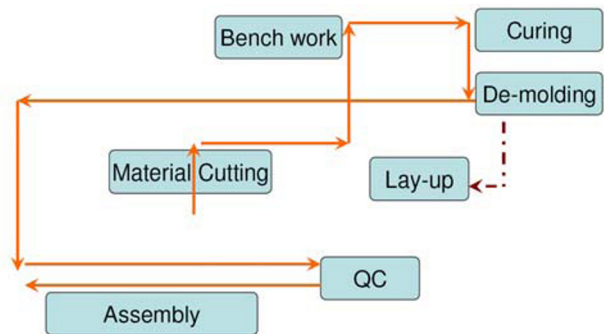 Bench work
Curing
De-molding
Material Cutting
Lay-up
QC
Assembly